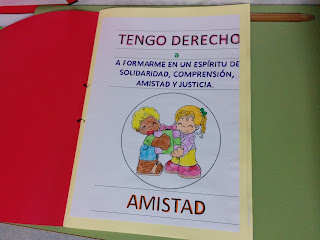 TENGO DERECHO
a
A FORMARME EN UN ESPÍRITU DE
SOLIDARIDAD, COMPRENSIÓN,
AMISTAD Y JUSTICIA.
AMISTAD